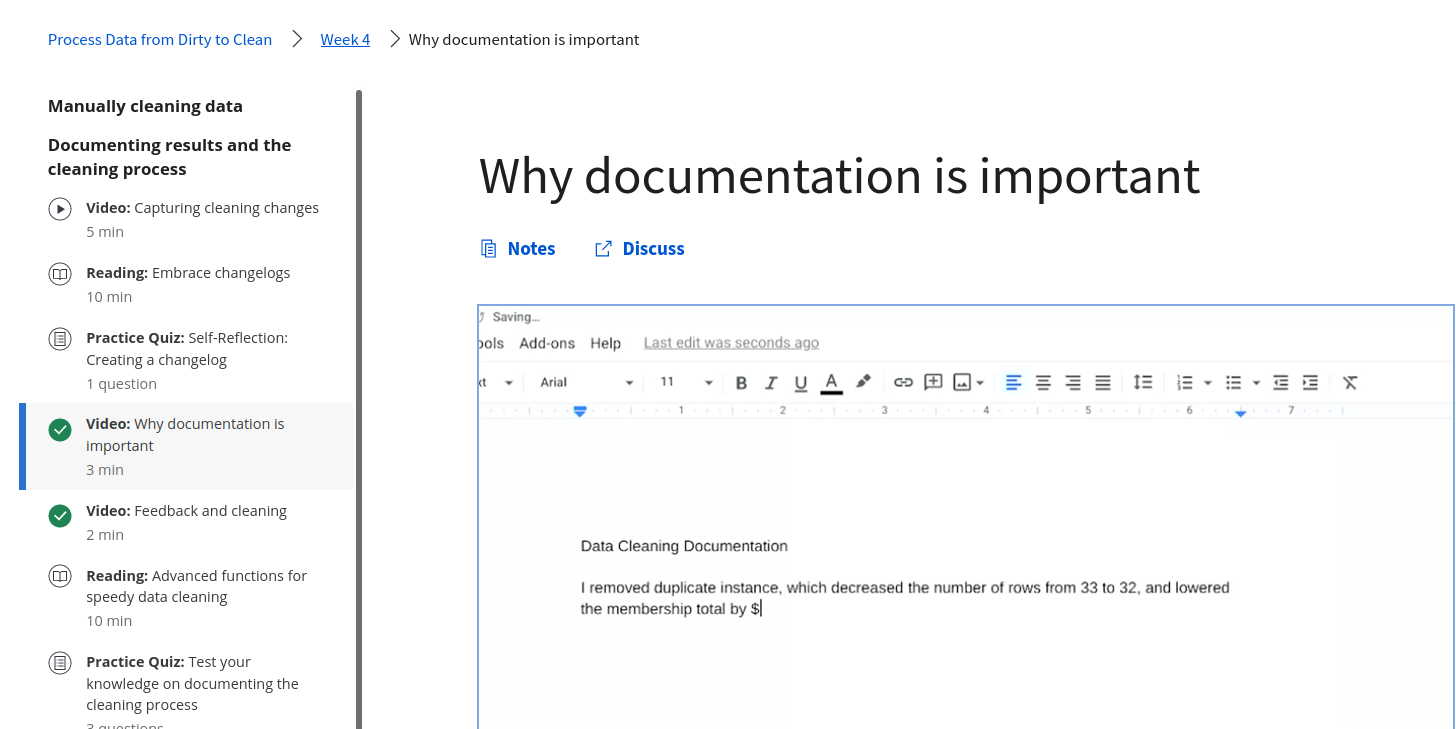 Process Data from Dirty to Clean
Week 4
Why documentation is important
Manually cleaning data
Documenting results and the
cleaning process
Video: Capturing cleaning changes
5 min
Reading: Embrace changelogs
10 min
Practice Quiz: Self-Reflection:
Creating a changelog
1 question
Video: Why documentation is
important
3 min
Video: Feedback and cleaning
2 min
Reading: Advanced functions for
speedy data cleaning
10 min
Practice Quiz: Test your
knowledge on documenting the
cleaning process
3 questions
Why documentation is important
Notes
Discuss
Saving…
ools Add-ons Help Last edit was seconds ago
xt Arial 11 B I U A
1 2 3 4 5 6 7
Data Cleaning Documentation
I removed duplicate instance, which decreased the number of rows from 33 to 32, and lowered
the membership total by $